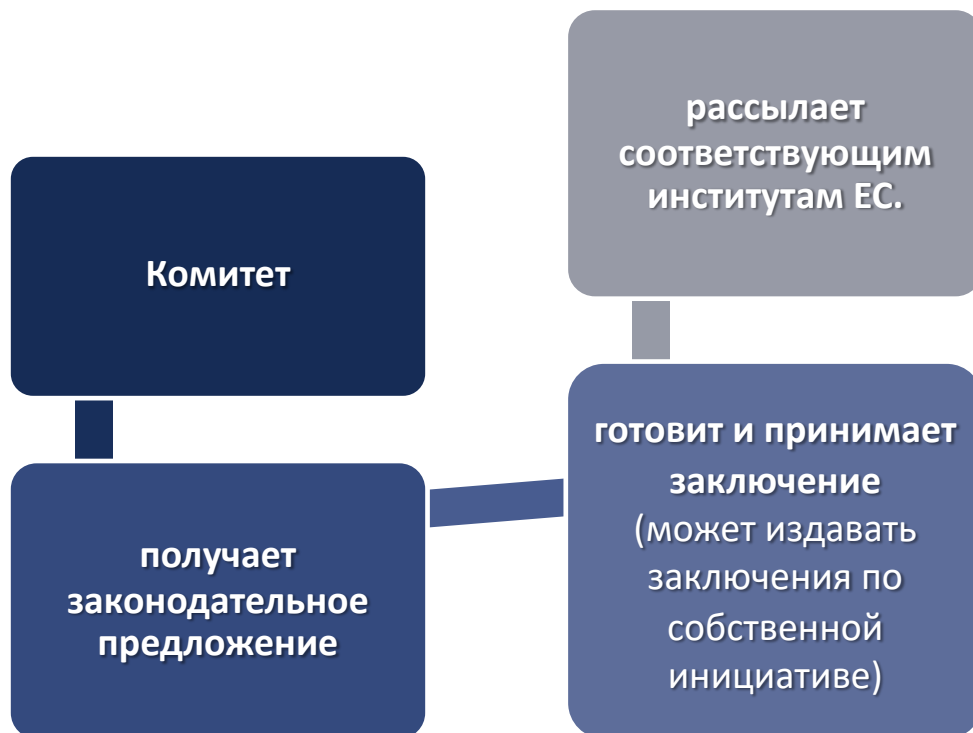 Комитет
получает
законодательное
предложение
готовит и принимает
заключение
(может издавать
заключения по
собственной
инициативе)
рассылает
соответствующим
институтам ЕС.